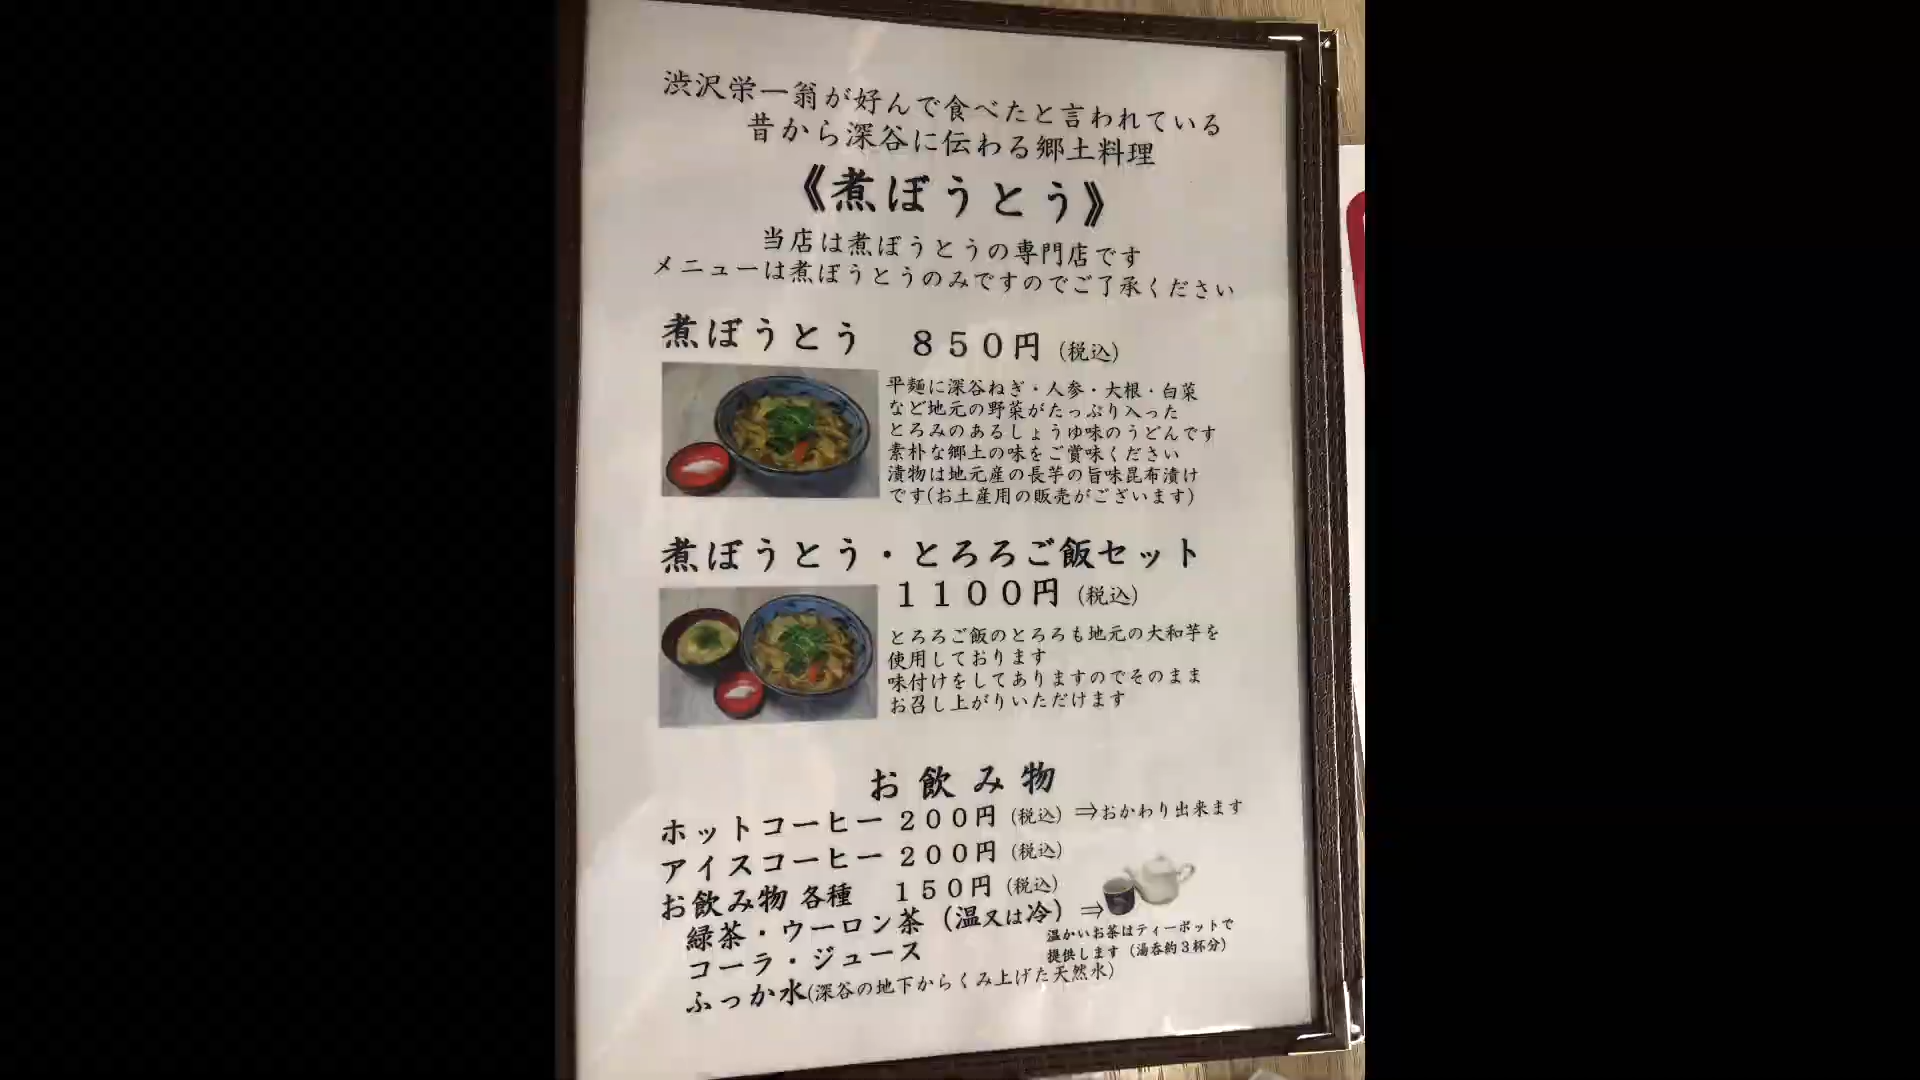 渋沢栄一翁が好んで食べたと言われている
昔から深谷に伝わる郷土料理
《煮ぼうとう》
当店は煮ぼうとうの専門店です
メニューは煮ぼうとうのみですのでご了承ください
煮ぼうとう 850円 (税込)
平麺に深谷ねぎ・人参・大根・白菜
など地元の野菜がたっぷり入った
とろみのあるしょうゆ味のうどんです
素朴な郷土の味をご賞味ください
漬物は地元産の長芋の旨味昆布漬け
です(お土産用の販売がございます)
煮ぼうとう・とろろご飯セット
1100円 (税込)
とろろご飯のとろろも地元の大和芋を
使用しております
味付けをしてありますのでそのまま
お召し上がりいただけます
お飲み物
ホットコーヒー 200円 (税込) ⇒おかわり出来ます
アイスコーヒー 200円 (税込)
お飲み物 各種 150円 (税込)
緑茶・ウーロン茶 (温又は冷) ⇒
温かいお茶はティーポットで
提供します (湯呑約3杯分)
コーラ・ジュース
ふっか水(深谷の地下からくみ上げた天然水)